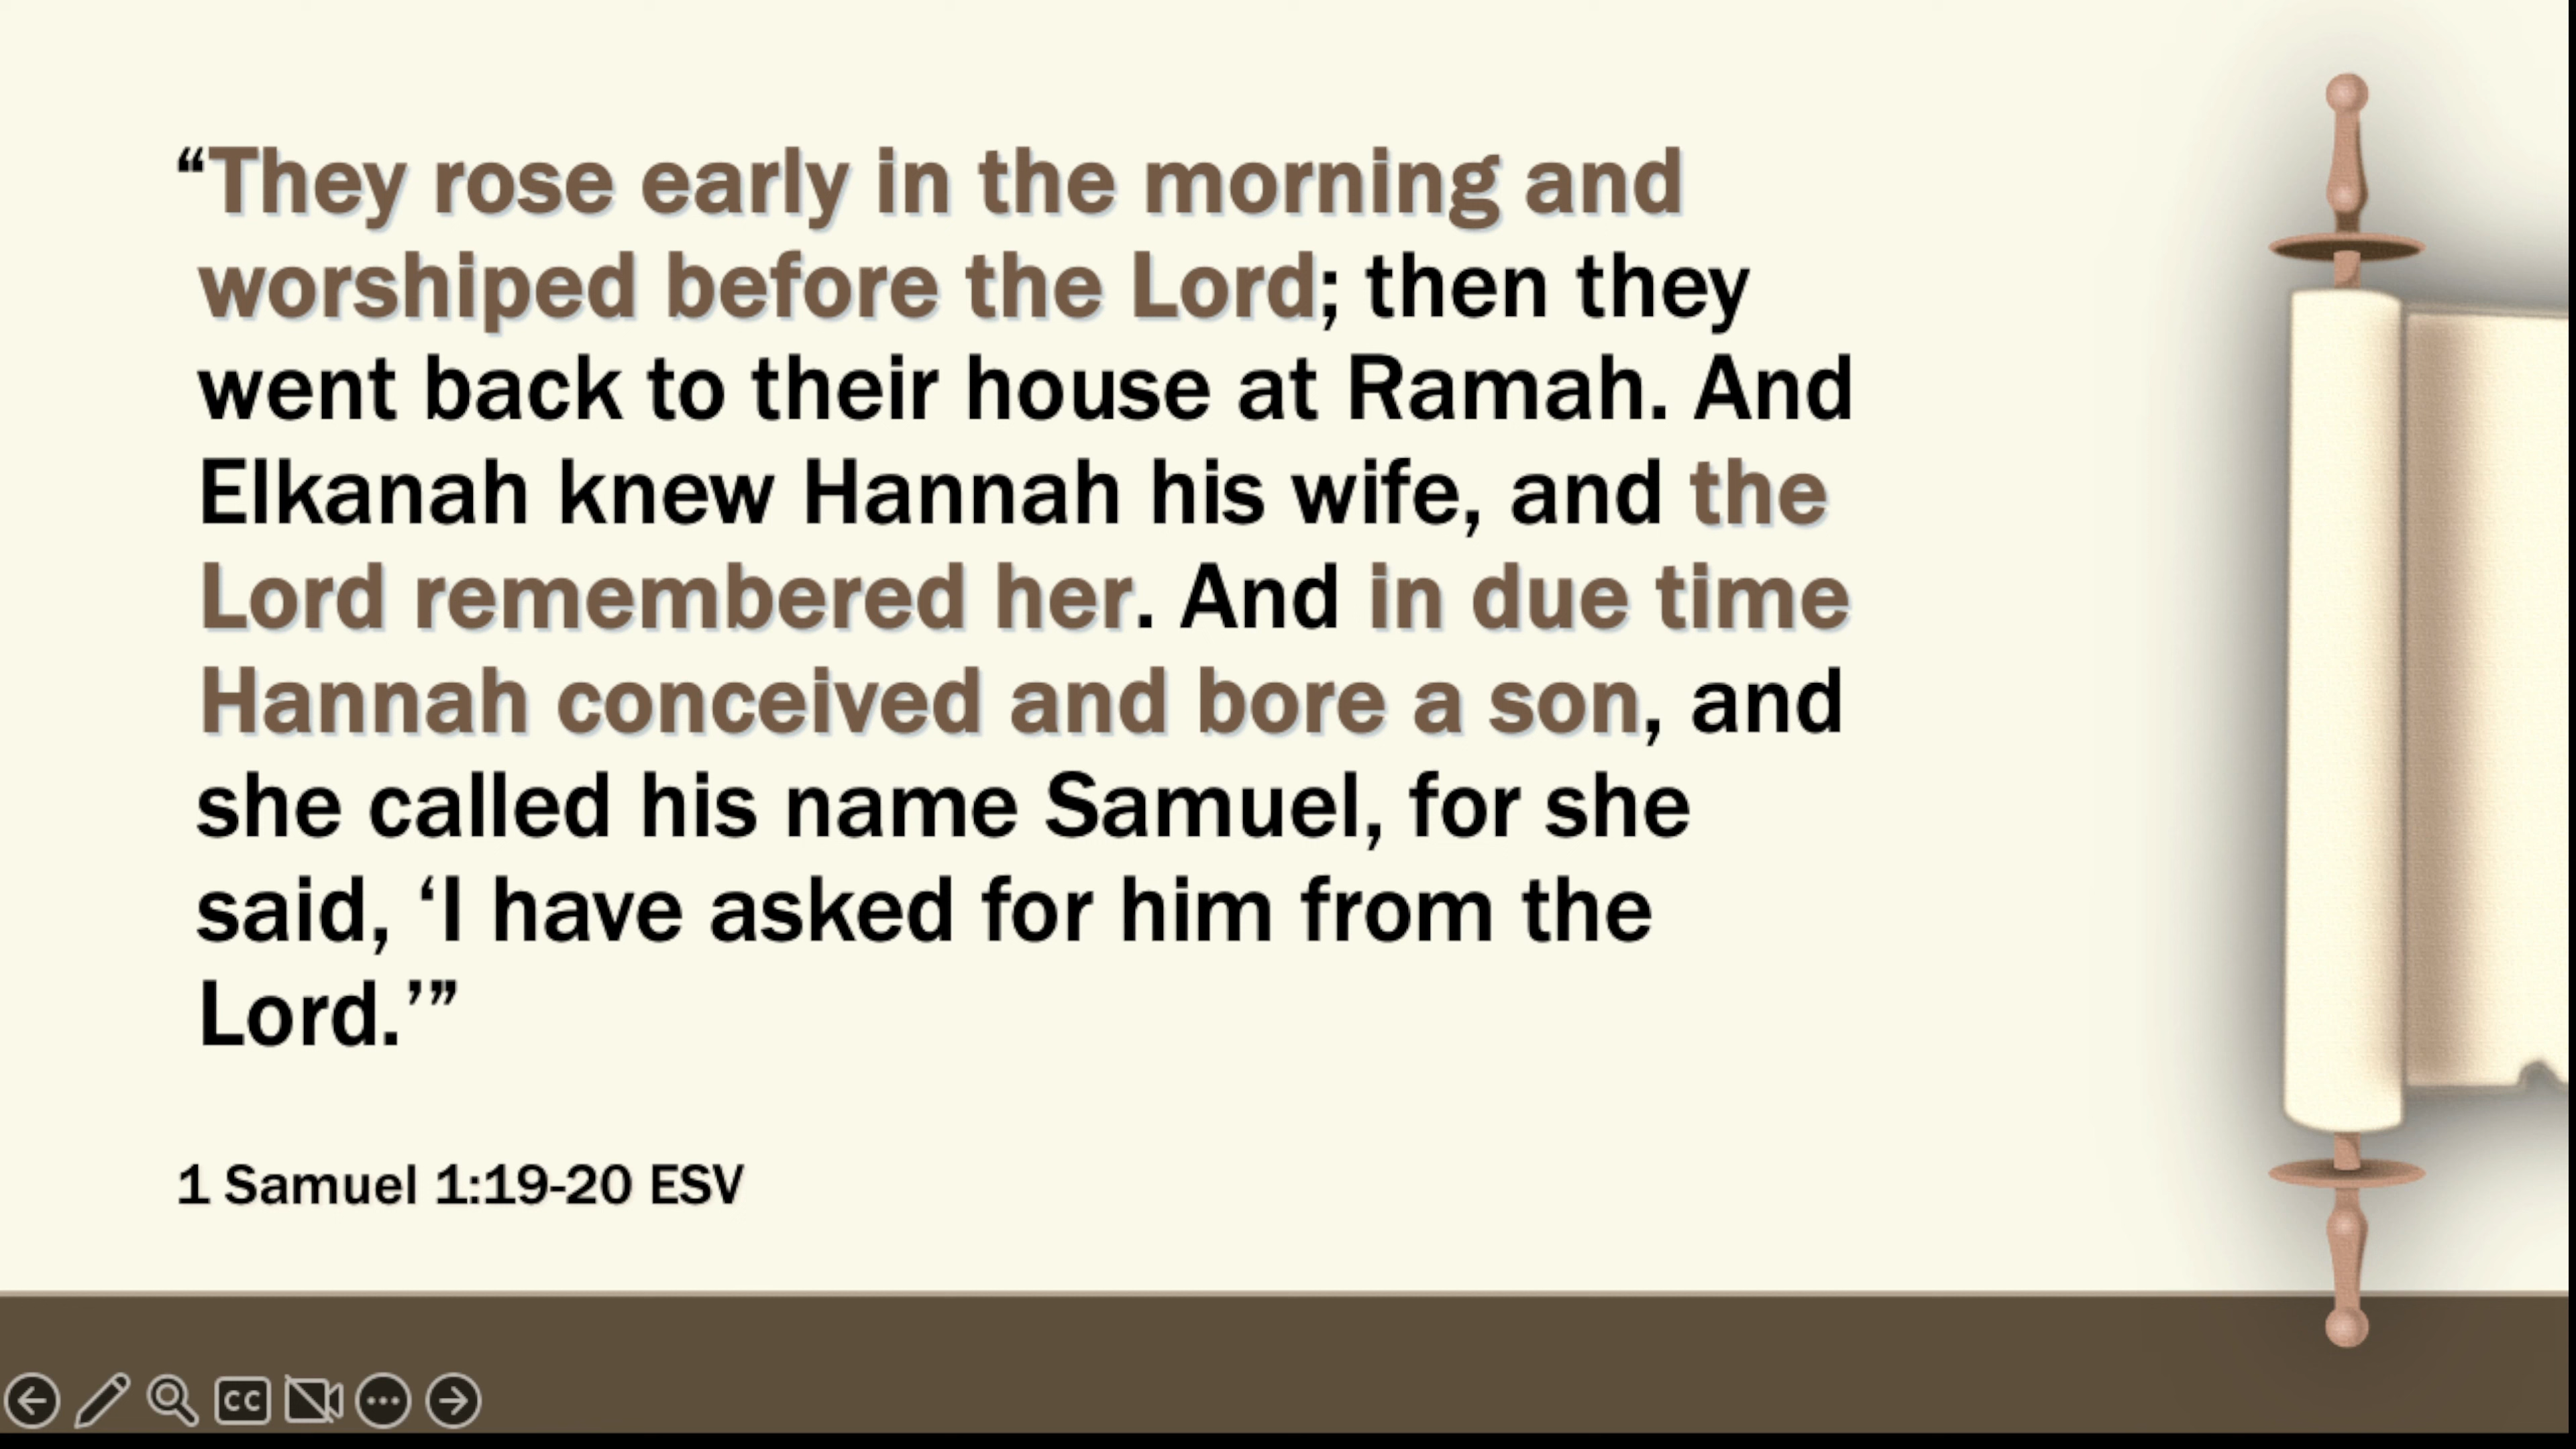 “They rose early in the morning and
worshiped before the Lord; then they
went back to their house at Ramah. And
Elkanah knew Hannah his wife, and the
Lord remembered her. And in due time
Hannah conceived and bore a son, and
she called his name Samuel, for she
said, ‘I have asked for him from the
Lord.’”
1 Samuel 1:19-20 ESV
CC